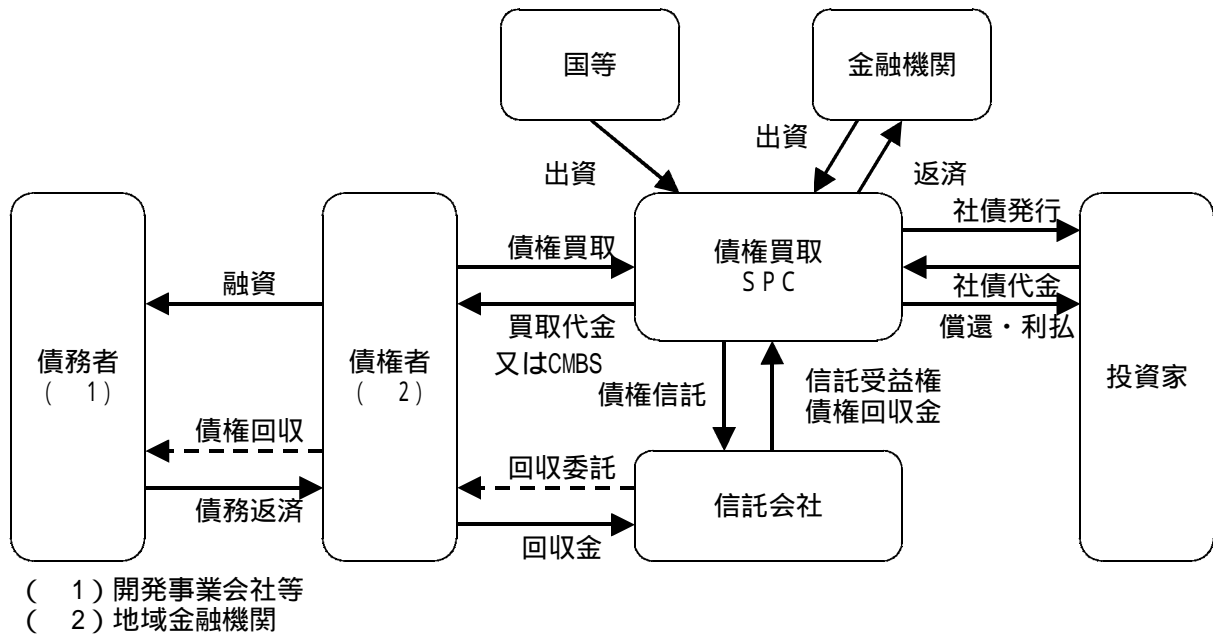 国等
金融機関
出資
出資
返済
債務者
( 1)
融資
債権回収
債務返済
債権者
( 2)
債権買取
買取代金
又はCMBS
債権買取
SPC
社債発行
社債代金
償還・利払
投資家
債権信託
信託受益権
債権回収金
回収委託
回収金
信託会社
( 1)開発事業会社等
( 2)地域金融機関